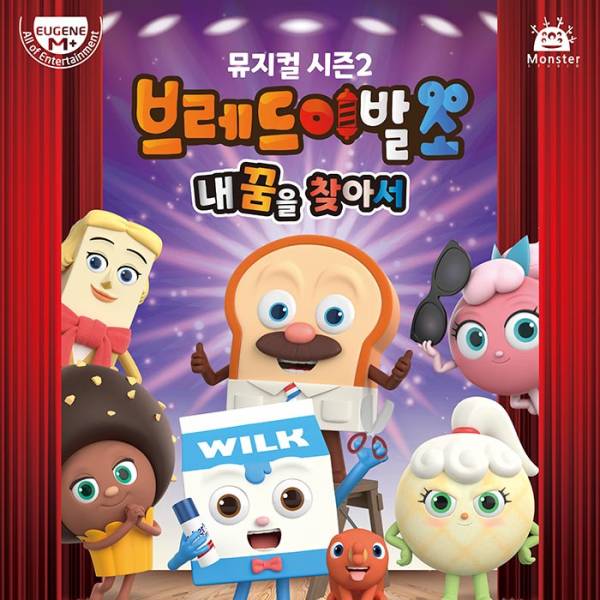 EUGENE
M+
All of Entertainment
Monster
STUDIO
뮤지컬 시즌2
브레드이발소
내 꿈을 찾아서
WILK